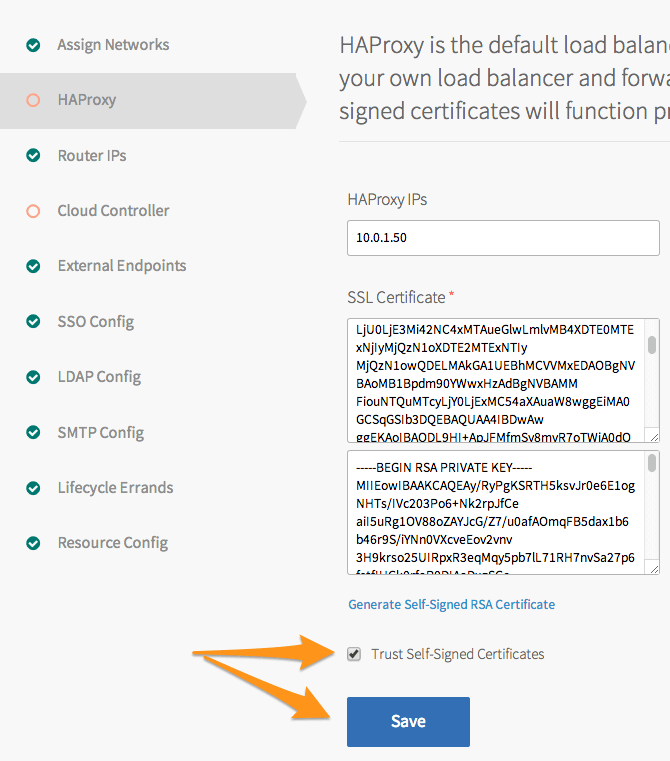 Assign Networks
HAProxy
Router IPs
Cloud Controller
External Endpoints
SSO Config
LDAP Config
SMTP Config
Lifecycle Errands
Resource Config
HAProxy is the default load balanc
your own load balancer and forwa
signed certificates will function pr
HAProxy IPs
10.0.1.50
SSL Certificate *
LjU0LjE3Mi42NC4xMTAueGlwLmlvMB4XDTE0MTE
xNjIyMjQzN1oXDTE2MTExNTIy
MjQzN1owQDELMAkGA1UEBhMCVVMxEDAOBgNV
BAoMB1Bpdm90YWwxHzAdBgNVBAMM
FiouNTQuMTcyLjY0LjExMC54aXAuaW8wggEiMA0
GCSqGSIb3DQEBAQUAA4IBDwAw
-----BEGIN RSA PRIVATE KEY-----
MIIEowIBAAKCAQEAy/RyPgKSRTH5ksvJr0e6E1og
NHTs/IVc203Po6+Nk2rpJfCe
aiI5uRg1OV88oZAYJcG/Z7/u0afAOmqFB5dax1b6
b46r9S/iYNn0VXcveEov2vnv
3H9krso25UIRpxR3eqMqy5pb7lL71RH7nvSa27p6
Generate Self-Signed RSA Certificate
Trust Self-Signed Certificates
Save